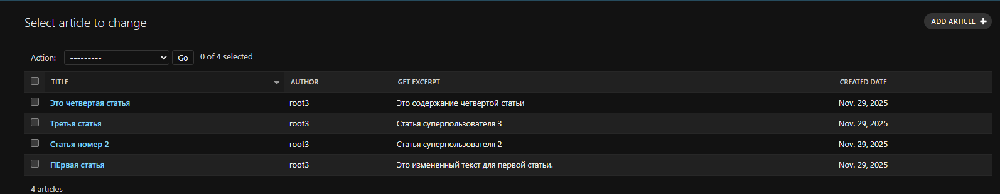 Select article to change
ADD ARTICLE +
Action: --------- Go 0 of 4 selected
TITLE AUTHOR GET EXCERPT CREATED DATE
Это четвертая статья root3 Это содержание четвертой статьи Nov. 29, 2025
Третья статья root3 Статья суперпользователя 3 Nov. 29, 2025
Статья номер 2 root3 Статья суперпользователя 2 Nov. 29, 2025
ПЕрвая статья root3 Это измененный текст для первой статьи. Nov. 29, 2025
4 articles